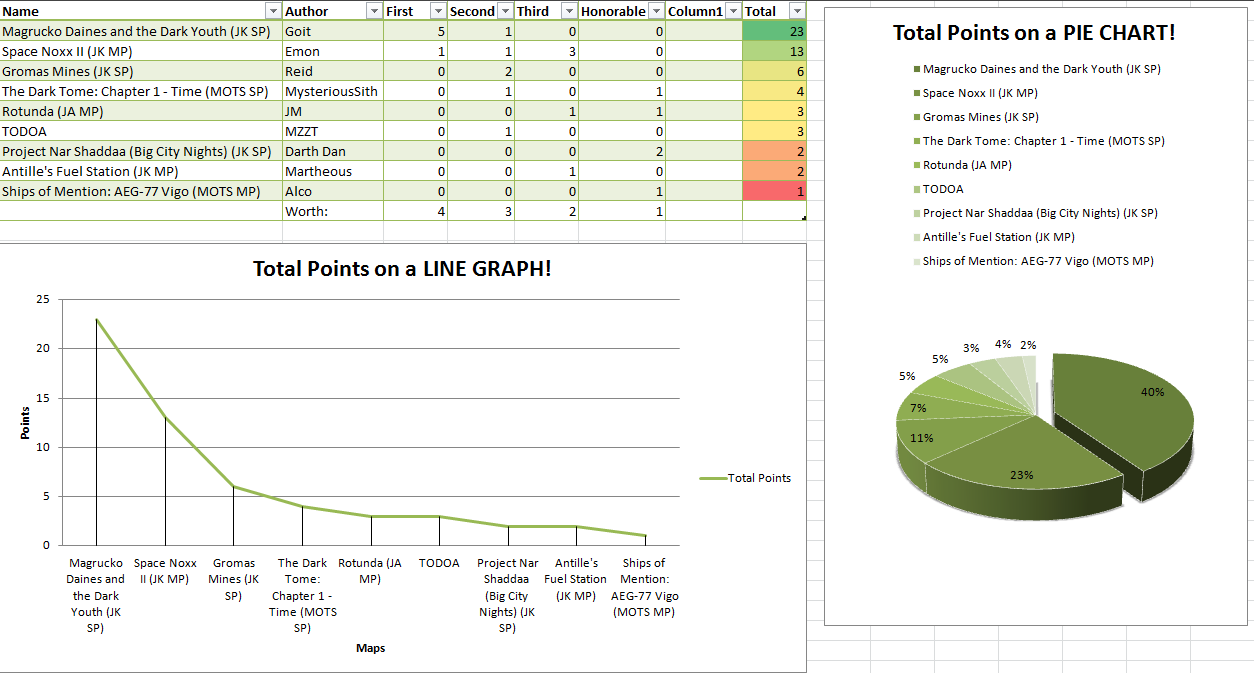 Name Author First Second Third Honorable Column1 Total
Magrucko Daines and the Dark Youth (JK SP) Goit 5 1 0 0 23
Space Noxx II (JK MP) Emon 1 1 3 0 13
Gromas Mines (JK SP) Reid 0 2 0 0 6
The Dark Tome: Chapter 1 - Time (MOTS SP) MysteriousSith 0 1 0 1 4
Rotunda (JA MP) JM 0 0 1 1 3
TODOA MZZT 0 1 0 0 3
Project Nar Shaddaa (Big City Nights) (JK SP) Darth Dan 0 0 0 2 2
Antille's Fuel Station (JK MP) Martheous 0 0 1 0 2
Ships of Mention: AEG-77 Vigo (MOTS MP) Alco 0 0 0 1 1
Worth: 4 3 2 1
Total Points on a LINE GRAPH!
25
20
15
10
5
0
Points
Magrucko
Daines and
the Dark
Youth (JK
SP)
Space Noxx
II (JK MP)
Gromas
Mines (JK
SP)
The Dark
Tome:
Chapter 1 -
Time (MOTS
SP)
Rotunda (JA
MP)
TODOA
Project Nar
Shaddaa
(Big City
Nights) (JK
SP)
Antille's
Fuel Station
(JK MP)
Ships of
Mention:
AEG-77 Vigo
(MOTS MP)
Maps
Total Points
Total Points on a PIE CHART!
Magrucko Daines and the Dark Youth (JK SP)
Space Noxx II (JK MP)
Gromas Mines (JK SP)
The Dark Tome: Chapter 1 - Time (MOTS SP)
Rotunda (JA MP)
TODOA
Project Nar Shaddaa (Big City Nights) (JK SP)
Antille's Fuel Station (JK MP)
Ships of Mention: AEG-77 Vigo (MOTS MP)
40%
23%
11%
7%
5%
5%
3%
4%
2%